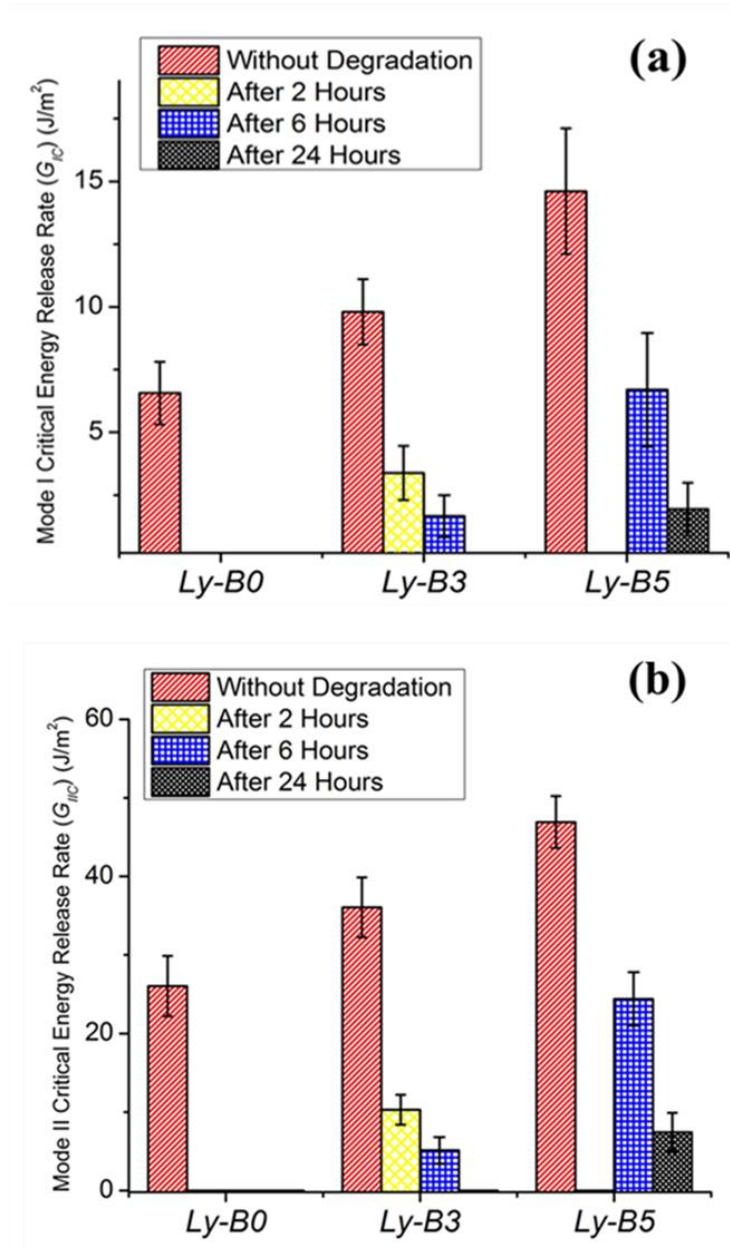 (a)
Without Degradation
After 2 Hours
After 6 Hours
After 24 Hours
Mode I Critical Energy Release Rate (G_IC) (J/m²)
15
10
5
Ly-B0 Ly-B3 Ly-B5
(b)
Without Degradation
After 2 Hours
After 6 Hours
After 24 Hours
Mode II Critical Energy Release Rate (G_IIC) (J/m²)
60
40
20
0
Ly-B0 Ly-B3 Ly-B5